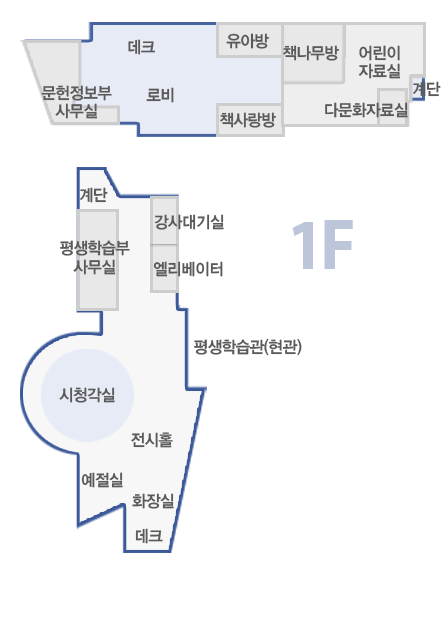 데크
유아방
책나무방
어린이
자료실
계단
문헌정보부
사무실
로비
책사랑방
다문화자료실
계단
강사대기실
평생학습부
사무실
엘리베이터
1F
평생학습관(현관)
시청각실
전시홀
예절실
화장실
데크